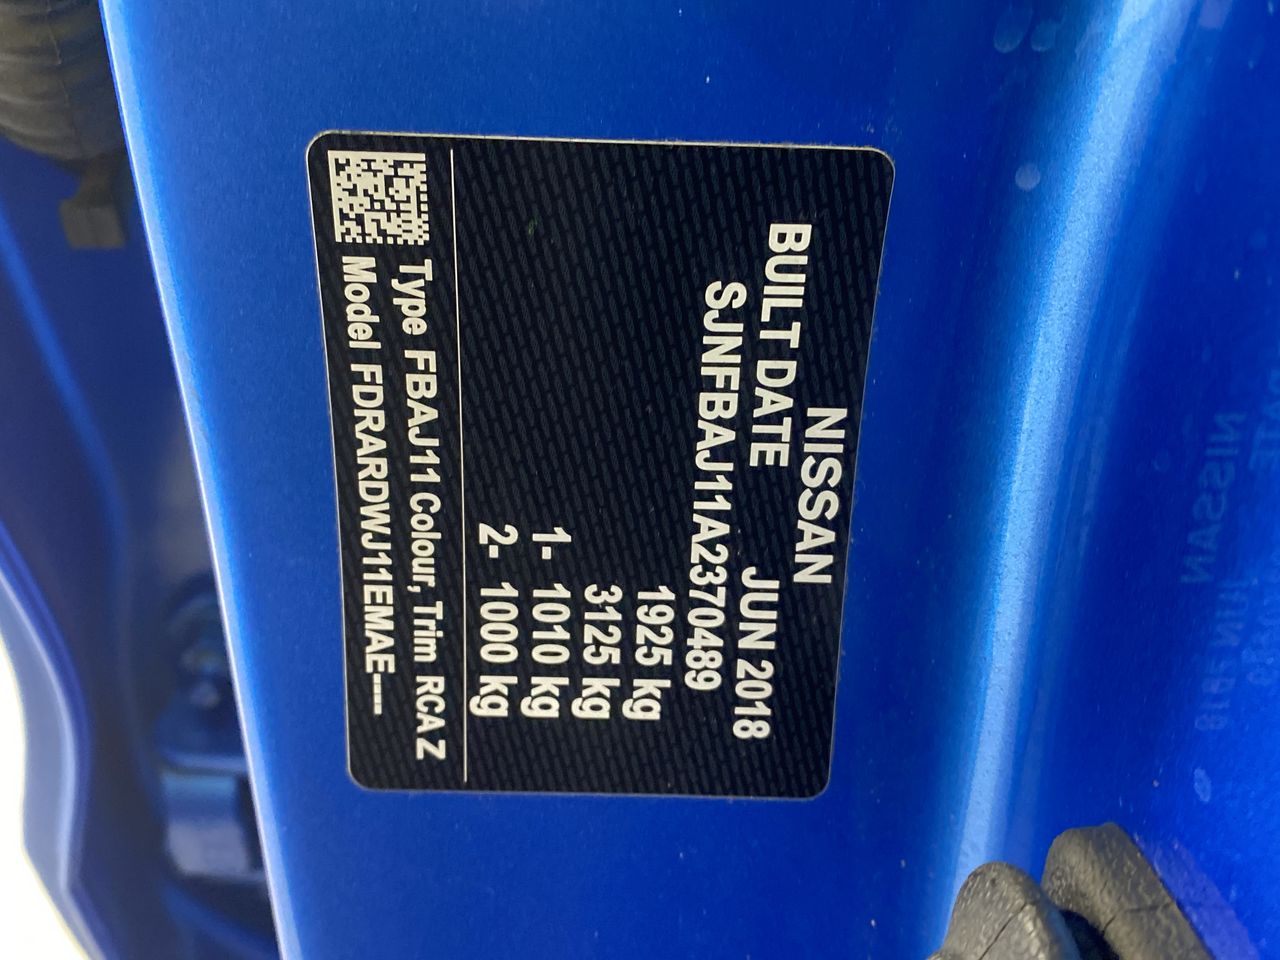 NISSAN
BUILT DATE JUN 2018
SJNFBAJ11A2370489
1925 kg
3125 kg
1- 1010 kg
2- 1000 kg
Type FBAJ11 Colour, Trim RCA Z
Model FDRARDWJ11EMAE-----